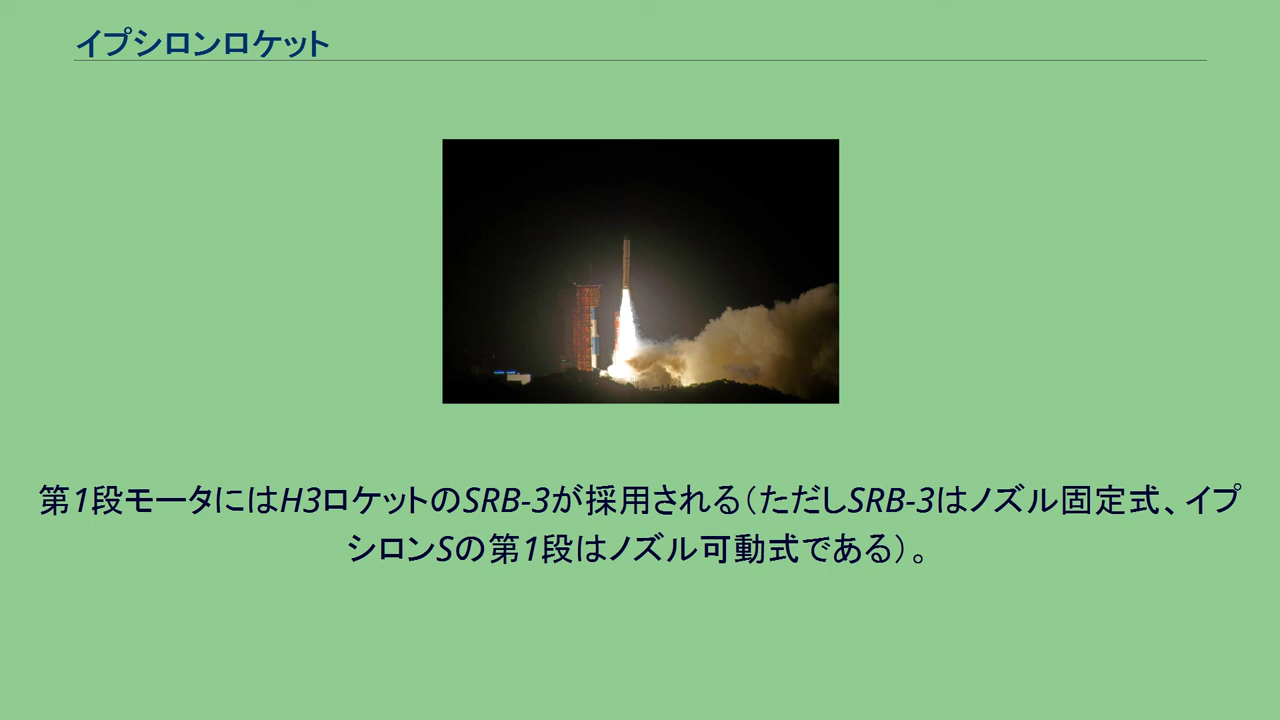 イプシロンロケット
第1段モータにはH3ロケットのSRB-3が採用される（ただしSRB-3はノズル固定式、イプ
シロンSの第1段はノズル可動式である）。